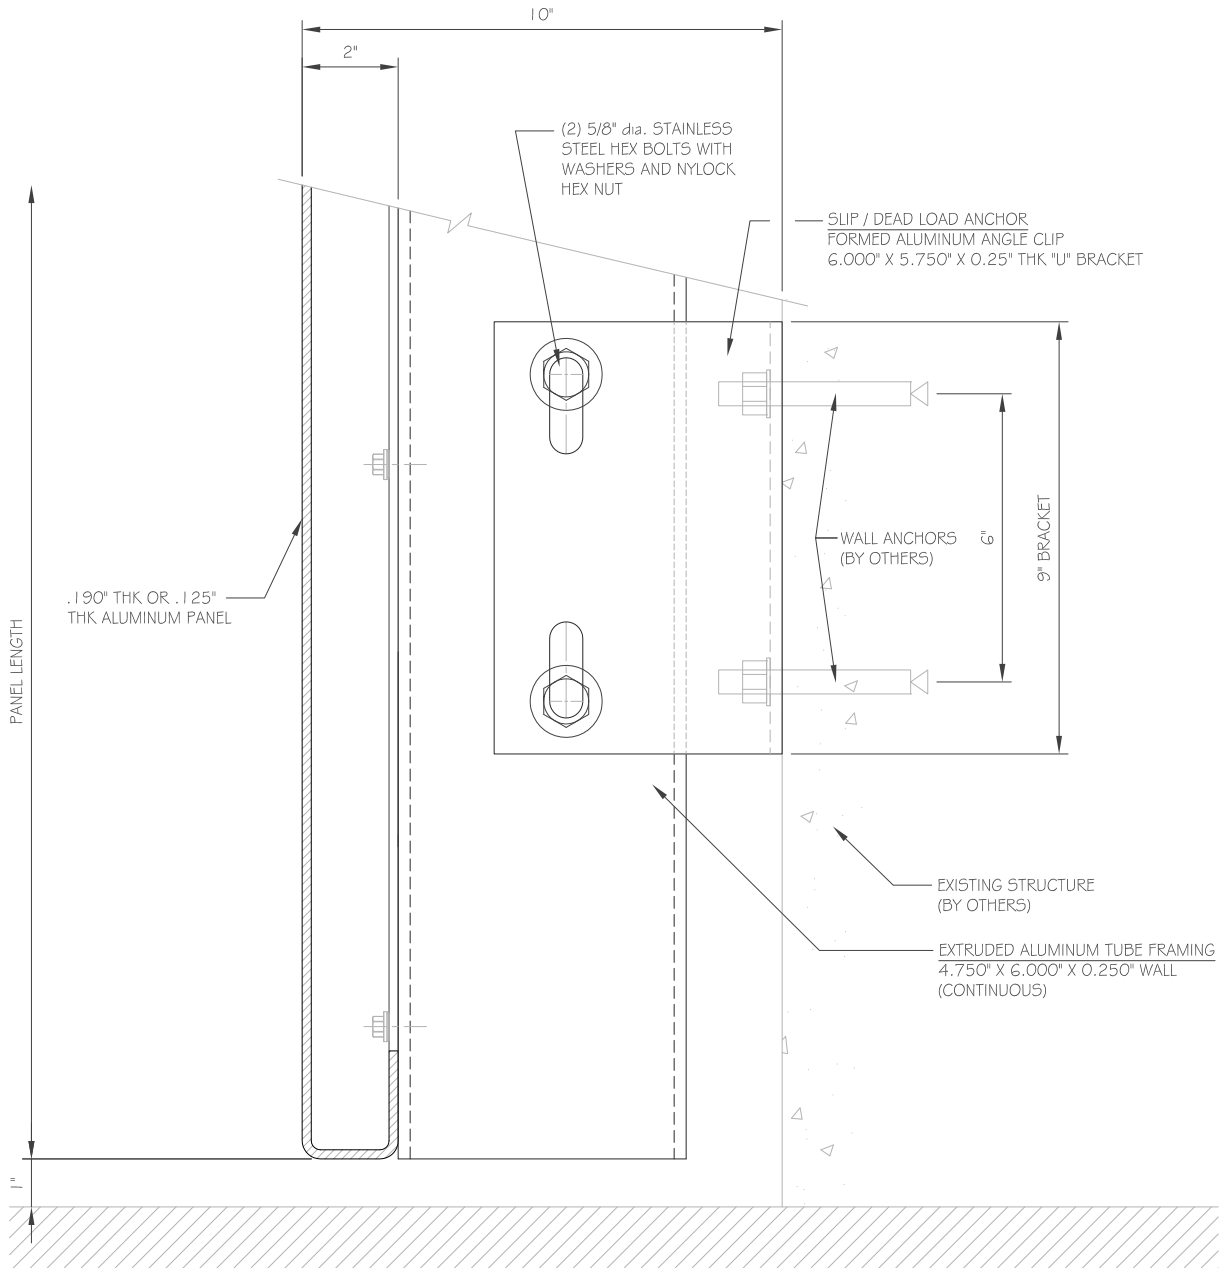 10"
2"
(2) 5/8" dia. STAINLESS
STEEL HEX BOLTS WITH
WASHERS AND NYLOCK
HEX NUT
SLIP / DEAD LOAD ANCHOR
FORMED ALUMINUM ANGLE CLIP
6.000" X 5.750" X 0.25" THK "U" BRACKET
WALL ANCHORS
(BY OTHERS)
6"
9" BRACKET
.190" THK OR .125"
THK ALUMINUM PANEL
PANEL LENGTH
EXISTING STRUCTURE
(BY OTHERS)
EXTRUDED ALUMINUM TUBE FRAMING
4.750" X 6.000" X 0.250" WALL
(CONTINUOUS)
1"